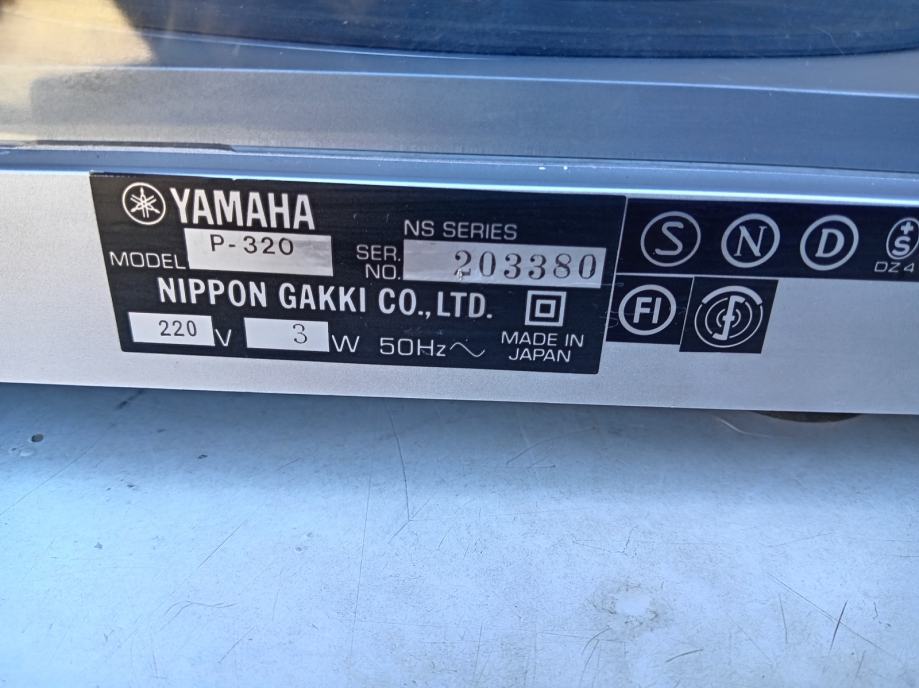 YAMAHA
NS SERIES
MODEL P-320
SER. NO. 203380
NIPPON GAKKI CO., LTD.
220 V 3 W 50Hz~
MADE IN
JAPAN
S N D +S
DZ4
FI